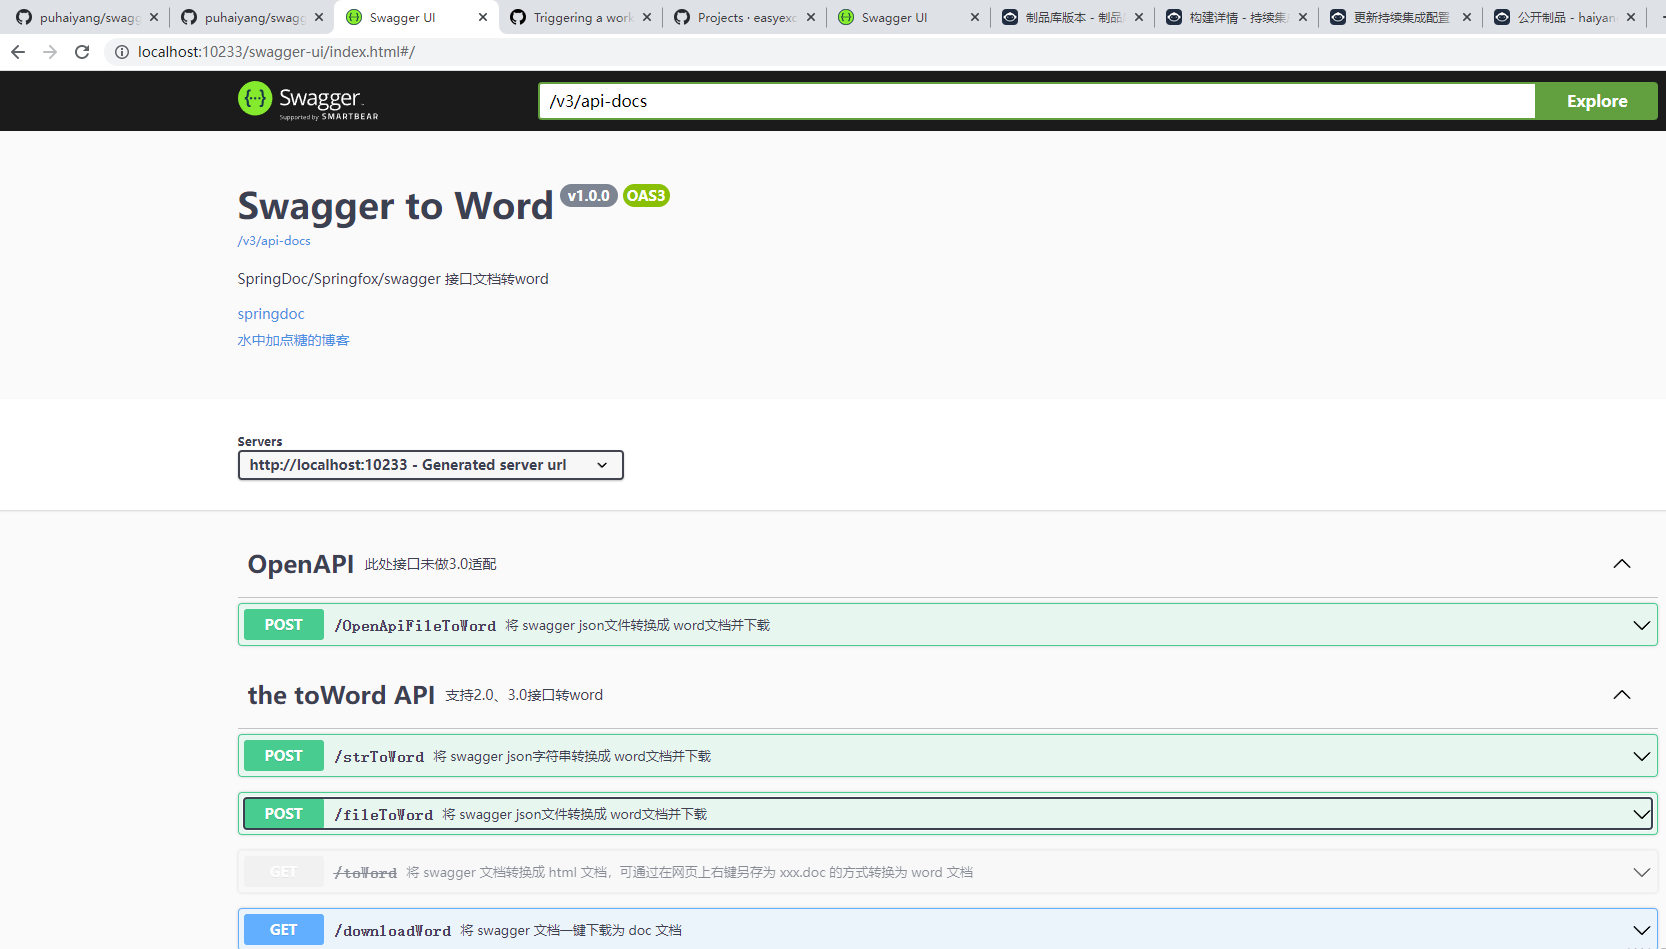 puhaiyang/swagg
puhaiyang/swagg
Swagger UI
Triggering a work
Projects · easyexc
Swagger UI
制品库版本 - 制品
构建详情 - 持续集
更新持续集成配置
公开制品 - haiyan
localhost:10233/swagger-ui/index.html#/
Swagger
Supported by SMARTBEAR
/v3/api-docs
Explore
Swagger to Word v1.0.0 OAS3
/v3/api-docs
SpringDoc/Springfox/swagger 接口文档转word
springdoc
水中加点糖的博客
Servers
http://localhost:10233 - Generated server url
OpenAPI 此处接口未做3.0适配
POST /OpenApiFileToWord 将 swagger json文件转换成 word文档并下载
the toWord API 支持2.0、3.0接口转word
POST /strToWord 将 swagger json字符串转换成 word文档并下载
POST /fileToWord 将 swagger json文件转换成 word文档并下载
GET /toWord 将 swagger 文档转换成 html 文档，可通过在网页上右键另存为 xxx.doc 的方式转换为 word 文档
GET /downloadWord 将 swagger 文档一键下载为 doc 文档